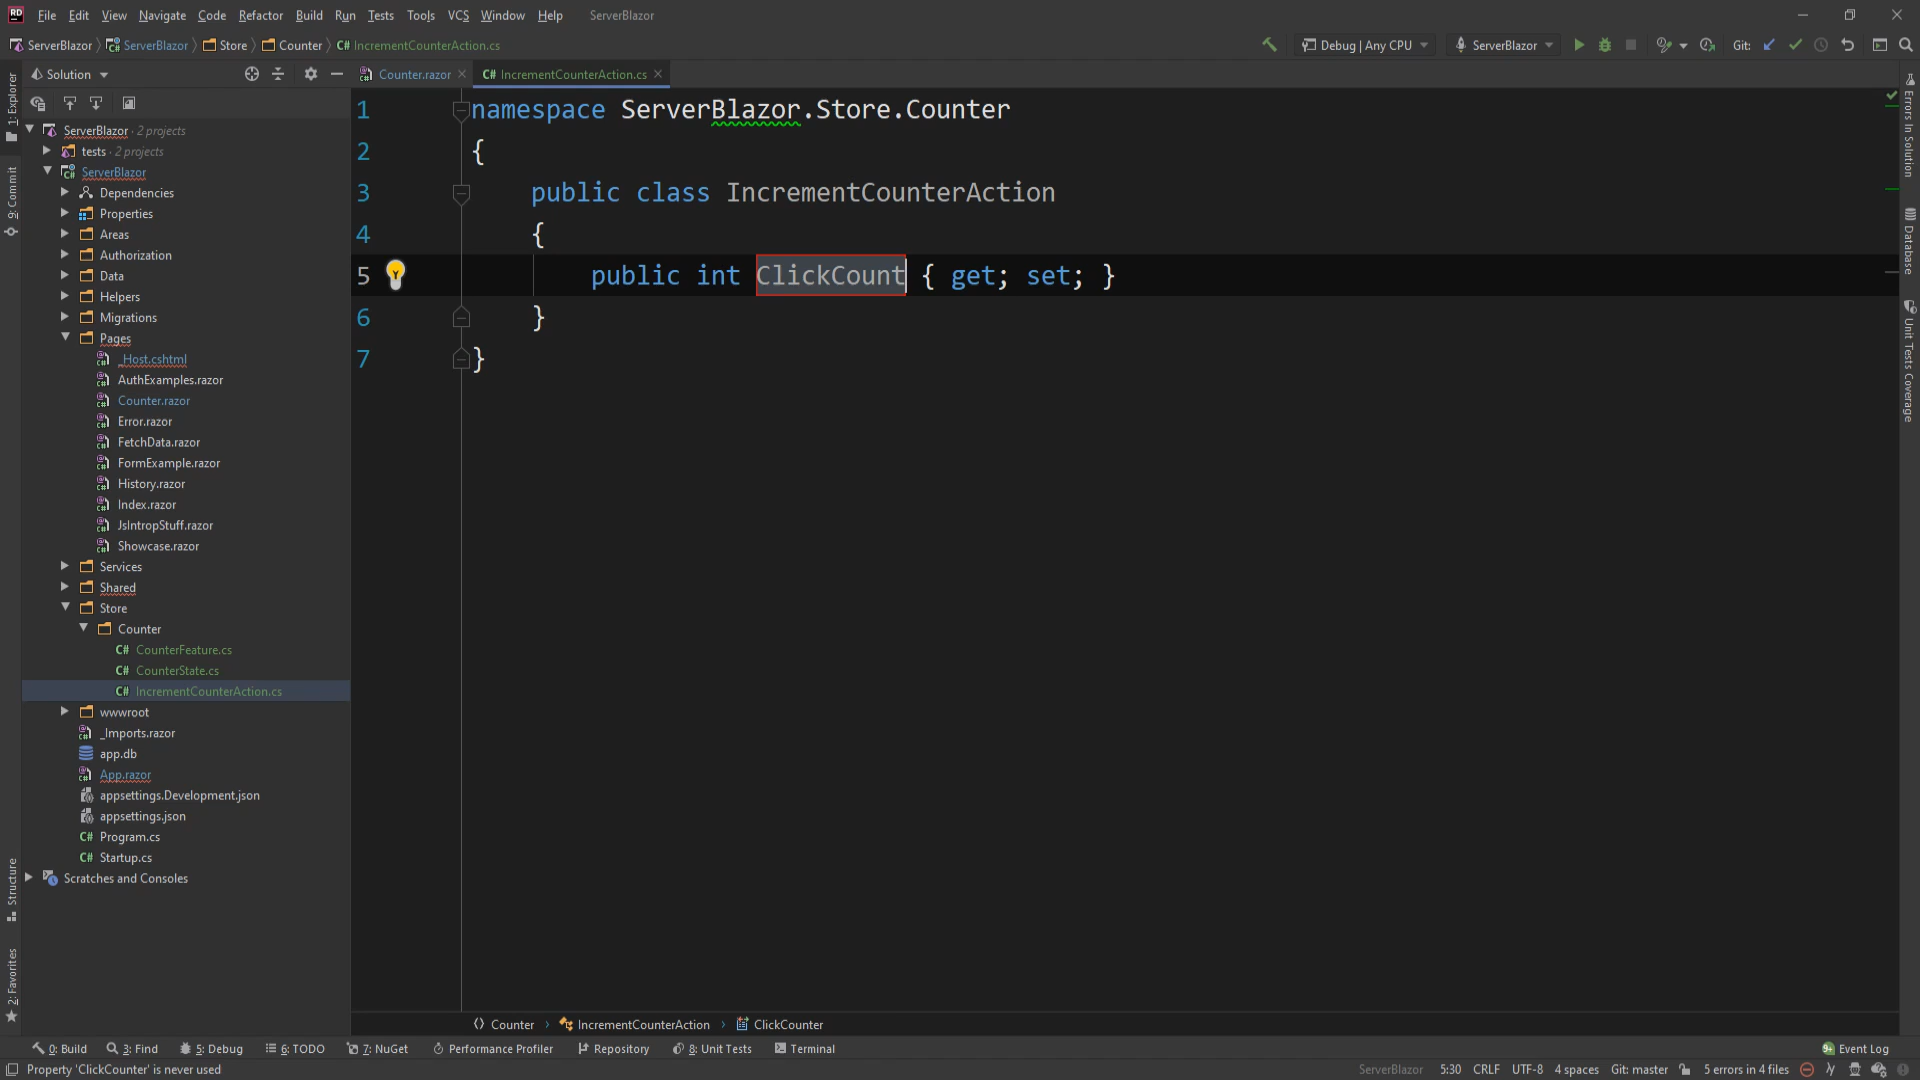 File Edit View Navigate Code Refactor Build Run Tests Tools VCS Window Help ServerBlazor
ServerBlazor ServerBlazor Store Counter C# IncrementCounterAction.cs Debug | Any CPU ServerBlazor Git:
Solution Counter.razor C# IncrementCounterAction.cs
1: Explorer
9: Commit
Structure
2: Favorites
ServerBlazor · 2 projects
tests · 2 projects
ServerBlazor
Dependencies
Properties
Areas
Authorization
Data
Helpers
Migrations
Pages
_Host.cshtml
AuthExamples.razor
Counter.razor
Error.razor
FetchData.razor
FormExample.razor
History.razor
Index.razor
JsIntropStuff.razor
Showcase.razor
Services
Shared
Store
Counter
C# CounterFeature.cs
C# CounterState.cs
C# IncrementCounterAction.cs
wwwroot
_Imports.razor
app.db
App.razor
appsettings.Development.json
appsettings.json
C# Program.cs
C# Startup.cs
Scratches and Consoles
1 namespace ServerBlazor.Store.Counter
2 {
3 public class IncrementCounterAction
4 {
5 public int ClickCount { get; set; }
6 }
7 }
Errors In Solution
Database
Unit Tests Coverage
Counter › IncrementCounterAction › ClickCounter
0: Build 3: Find 5: Debug 6: TODO 7: NuGet Performance Profiler Repository 8: Unit Tests Terminal 9+ Event Log
Property 'ClickCounter' is never used ServerBlazor 5:30 CRLF UTF-8 4 spaces Git: master 5 errors in 4 files